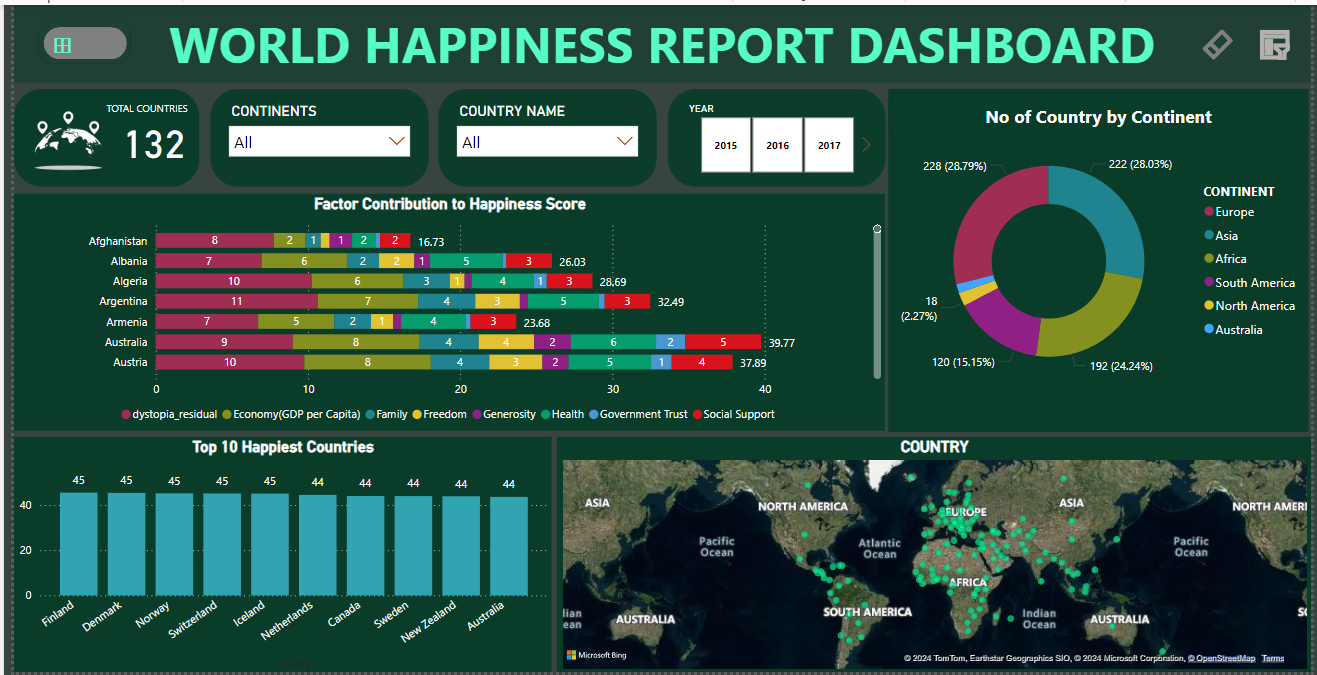 WORLD HAPPINESS REPORT DASHBOARD
TOTAL COUNTRIES
132
CONTINENTS
All
COUNTRY NAME
All
YEAR
2015 2016 2017
No of Country by Continent
228 (28.79%)
222 (28.03%)
18
(2.27%)
120 (15.15%)
192 (24.24%)
CONTINENT
Europe
Asia
Africa
South America
North America
Australia
Factor Contribution to Happiness Score
Afghanistan 8 2 1 1 2 2 16.73
Albania 7 6 2 2 1 5 3 26.03
Algeria 10 6 3 1 4 1 3 28.69
Argentina 11 7 4 3 5 3 32.49
Armenia 7 5 2 1 4 3 23.68
Australia 9 8 4 4 2 6 2 5 39.77
Austria 10 8 4 3 2 5 1 4 37.89
0 10 20 30 40
dystopia_residual Economy(GDP per Capita) Family Freedom Generosity Health Government Trust Social Support
Top 10 Happiest Countries
45 45 45 45 45 44 44 44 44 44
40
20
0
Finland Denmark Norway Switzerland Iceland Netherlands Canada Sweden New Zealand Australia
COUNTRY
ASIA
NORTH AMERICA
EUROPE
ASIA
NORTH AMERI
Pacific
Ocean
Atlantic
Ocean
Pacific
Ocean
AFRICA
lian
ean
AUSTRALIA
SOUTH AMERICA
Indian
Ocean
AUSTRALIA
SO
Microsoft Bing
© 2024 TomTom, Earthstar Geographics SIO, © 2024 Microsoft Corporation, © OpenStreetMap Terms